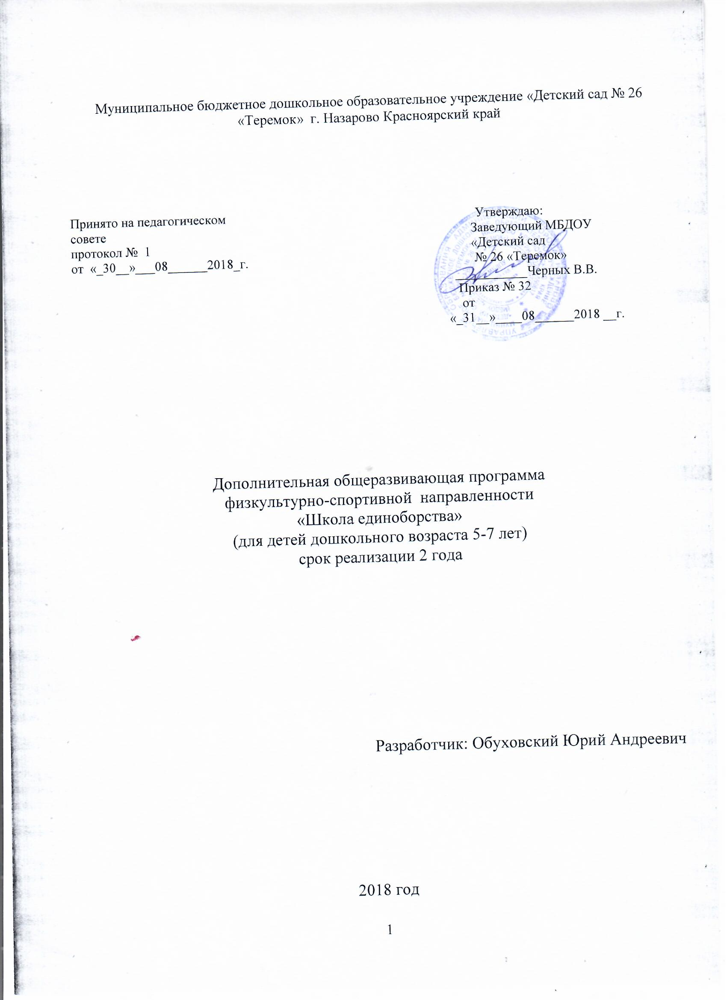 Муниципальное бюджетное дошкольное образовательное учреждение «Детский сад № 26
«Теремок»  г. Назарово Красноярский край
Принято на педагогическом
совете
протокол №  1
от  «_30__»___08______2018_г.
Утверждаю:
Заведующий МБДОУ
«Детский сад
№ 26 «Теремок»
___________Черных В.В.
Приказ № 32
от
«_31__»____08______2018 __г.
Дополнительная общеразвивающая программа
физкультурно-спортивной  направленности
«Школа единоборства»
(для детей дошкольного возраста 5-7 лет)
срок реализации 2 года
Разработчик: Обуховский Юрий Андреевич
2018 год
1